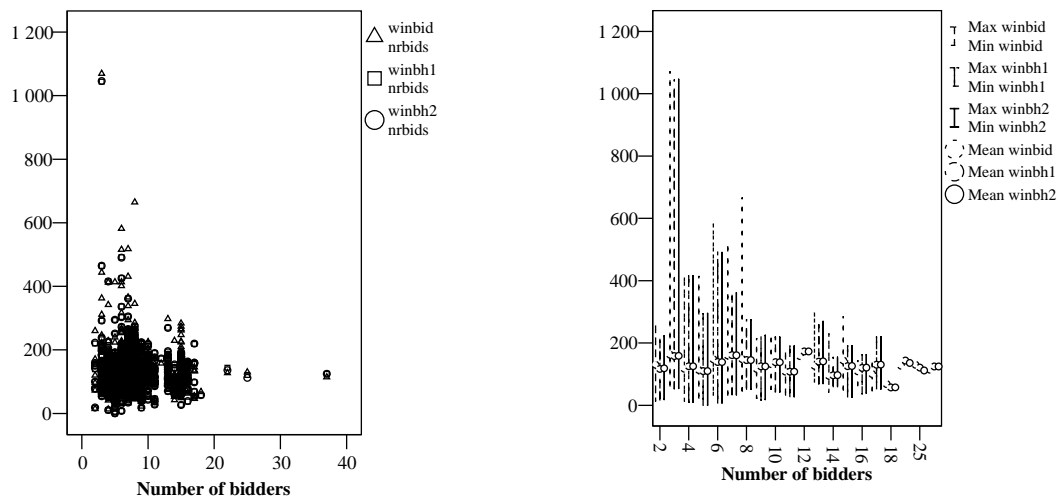 1 200
1 000
800
600
400
200
0
0
10
20
30
40
Number of bidders
winbid
nrbids
winbh1
nrbids
winbh2
nrbids
1 200
1 000
800
600
400
200
0
2
4
6
8
10
12
14
16
18
25
Number of bidders
Max winbid
Min winbid
Max winbh1
Min winbh1
Max winbh2
Min winbh2
Mean winbid
Mean winbh1
Mean winbh2